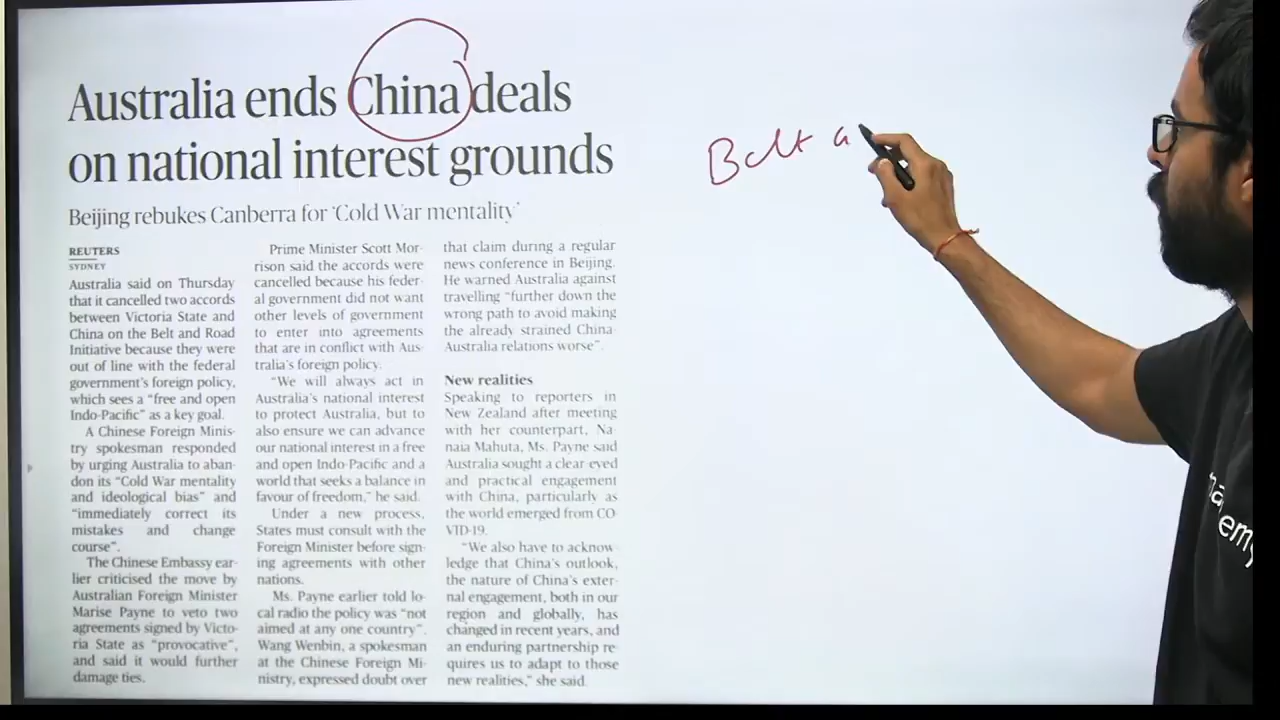 Australia ends China deals
on national interest grounds
Beijing rebukes Canberra for 'Cold War mentality'
REUTERS
SYDNEY
Australia said on Thursday
that it cancelled two accords
between Victoria State and
China on the Belt and Road
Initiative because they were
out of line with the federal
government's foreign policy,
which sees a "free and open
Indo-Pacific" as a key goal.
A Chinese Foreign Minis-
try spokesman responded
by urging Australia to aban-
don its "Cold War mentality
and ideological bias" and
"immediately correct its
mistakes and change
course".
The Chinese Embassy ear-
lier criticised the move by
Australian Foreign Minister
Marise Payne to veto two
agreements signed by Victo-
ria State as "provocative",
and said it would further
damage ties.
Prime Minister Scott Mor-
rison said the accords were
cancelled because his feder-
al government did not want
other levels of government
to enter into agreements
that are in conflict with Aus-
tralia's foreign policy.
"We will always act in
Australia's national interest
to protect Australia, but to
also ensure we can advance
our national interest in a free
and open Indo-Pacific and a
world that seeks a balance in
favour of freedom," he said.
Under a new process,
States must consult with the
Foreign Minister before sign-
ing agreements with other
nations.
Ms. Payne earlier told lo-
cal radio the policy was "not
aimed at any one country".
Wang Wenbin, a spokesman
at the Chinese Foreign Mi-
nistry, expressed doubt over
that claim during a regular
news conference in Beijing.
He warned Australia against
travelling "further down the
wrong path to avoid making
the already strained China-
Australia relations worse".
New realities
Speaking to reporters in
New Zealand after meeting
with her counterpart, Na-
naia Mahuta, Ms. Payne said
Australia sought a clear eyed
and practical engagement
with China, particularly as
the world emerged from CO-
VID-19.
"We also have to acknow-
ledge that China's outlook,
the nature of China's exter-
nal engagement, both in our
region and globally, has
changed in recent years, and
an enduring partnership re-
quires us to adapt to those
new realities," she said.
Belt a